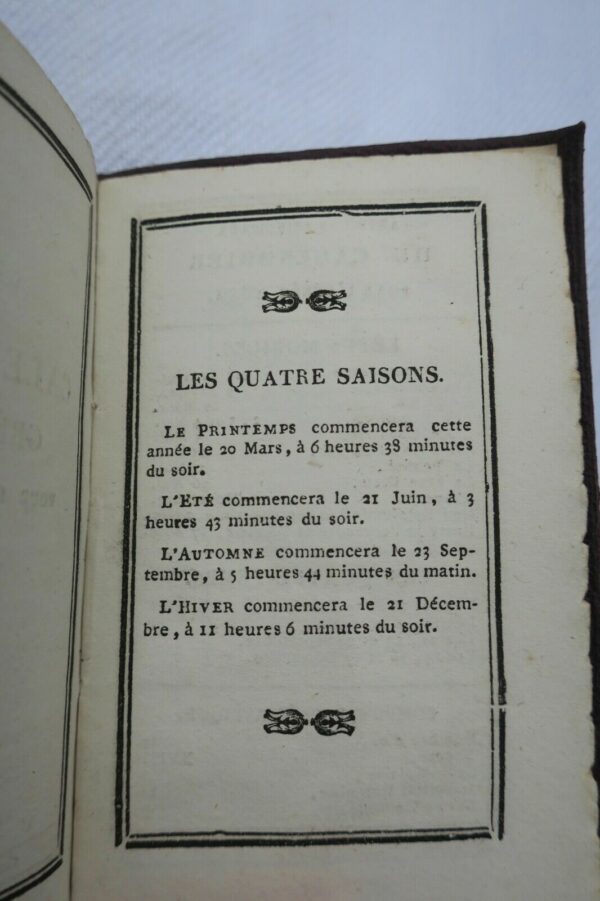 LES QUATRE SAISONS.
Le Printemps commencera cette
année le 20 Mars, à 6 heures 38 minutes
du soir.
L'Eté commencera le 21 Juin, à 3
heures 43 minutes du soir.
L'Automne commencera le 23 Sep-
tembre, à 5 heures 44 minutes du matin.
L'Hiver commencera le 21 Décem-
bre, à 11 heures 6 minutes du soir.